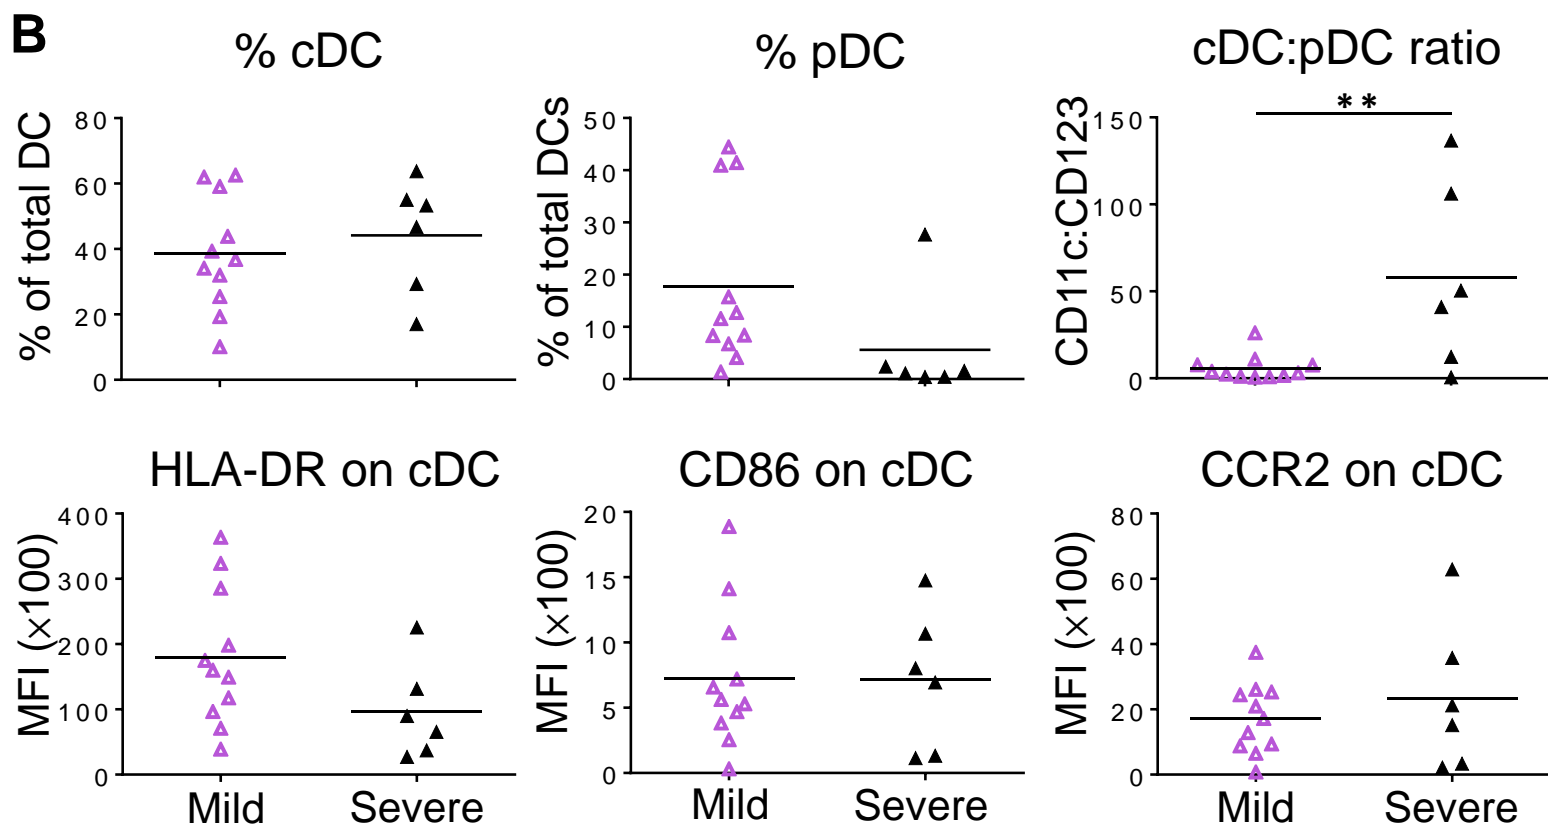 B
% cDC
% of total DC
80
60
40
20
0
% pDC
% of total DCs
50
40
30
20
10
0
cDC:pDC ratio
CD11c:CD123
150
100
50
0
**
HLA-DR on cDC
MFI (×100)
400
300
200
100
0
Mild Severe
CD86 on cDC
MFI (×100)
20
15
10
5
0
Mild Severe
CCR2 on cDC
MFI (×100)
80
60
40
20
0
Mild Severe